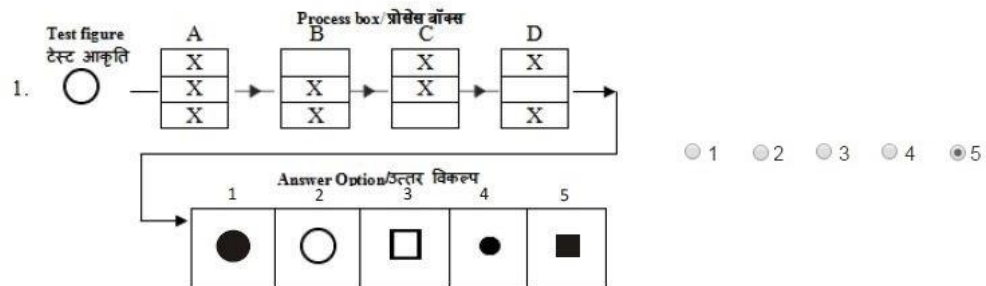 Process box/प्रोसेस बॉक्स
Test figure
टेस्ट आकृति
A B C D
X X X
1. X X X
X X X
Answer Option/उत्तर विकल्प
1 2 3 4 5
1 2 3 4 5